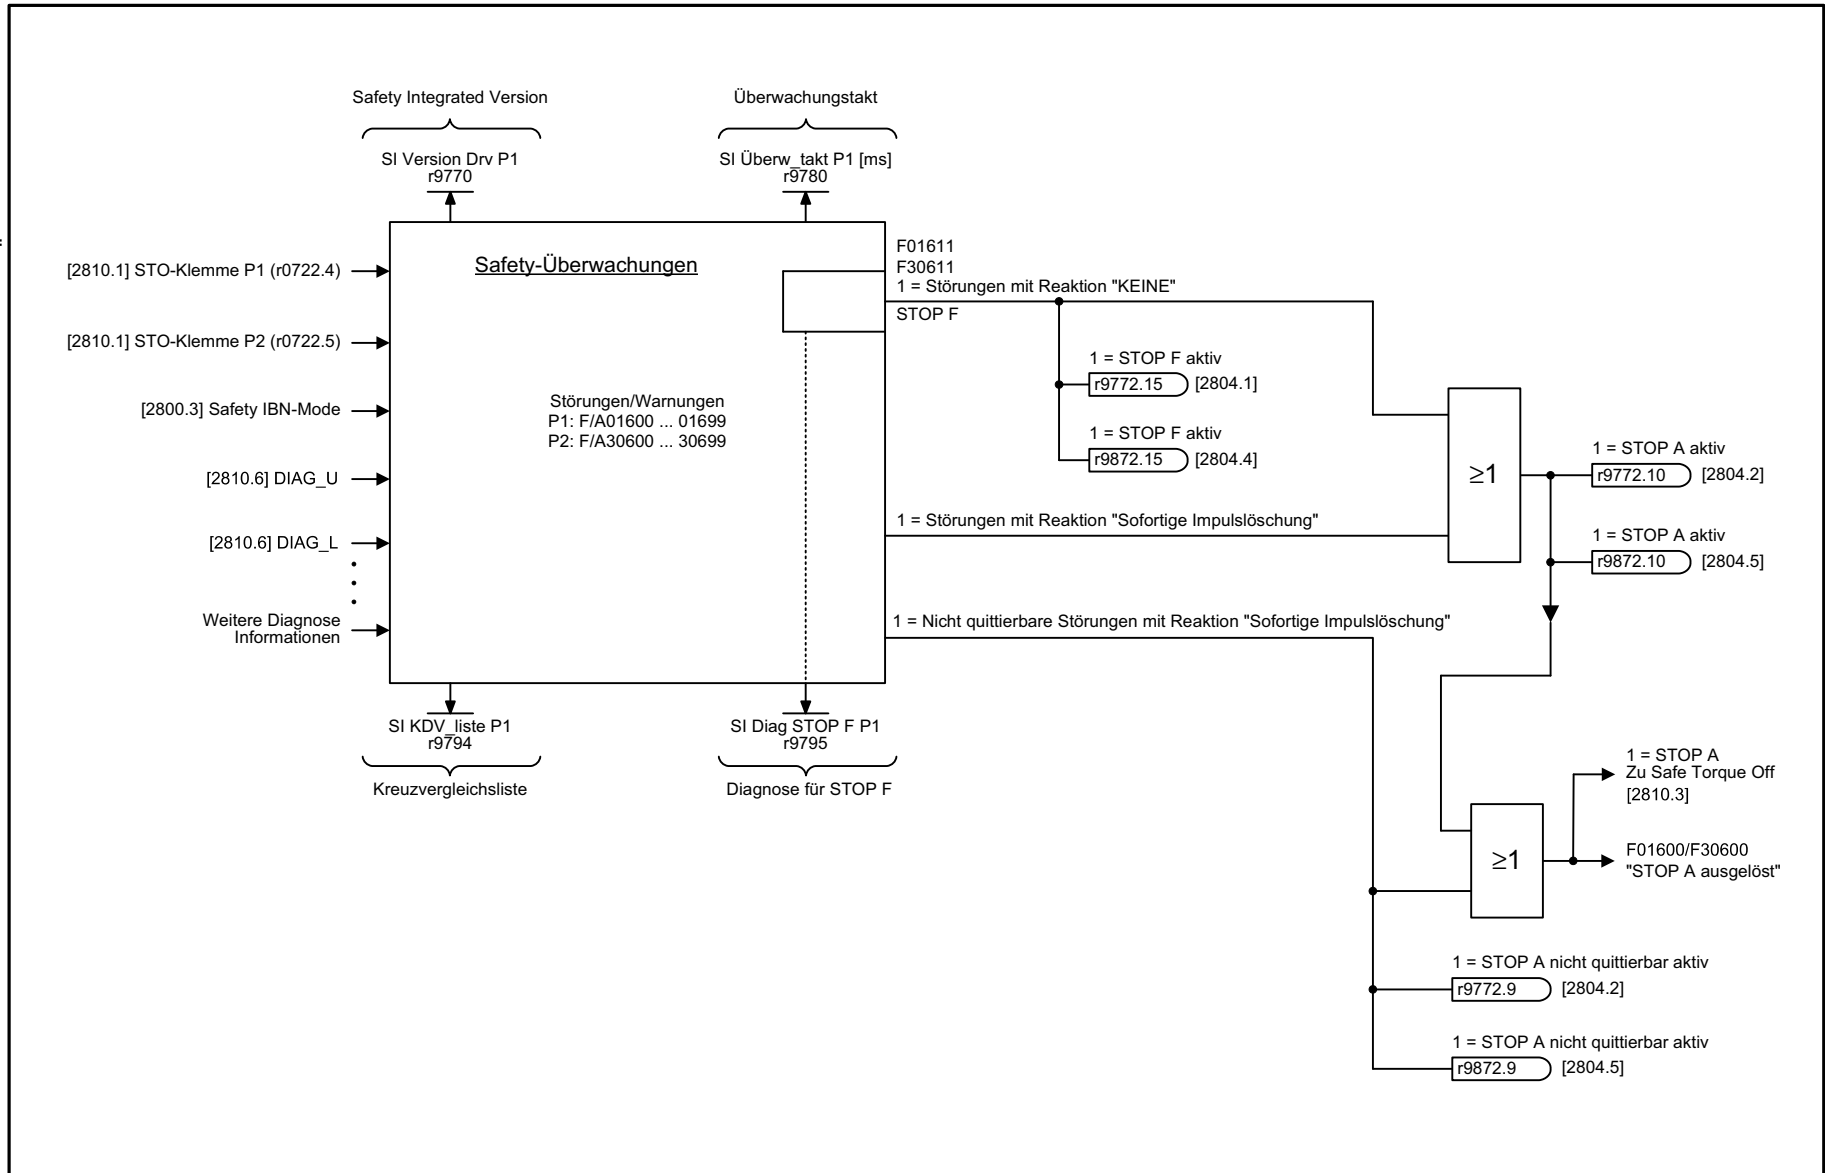 Safety Integrated Version
Überwachungstakt
SI Version Drv P1
r9770
SI Überw_takt P1 [ms]
r9780
[2810.1] STO-Klemme P1 (r0722.4)
[2810.1] STO-Klemme P2 (r0722.5)
[2800.3] Safety IBN-Mode
[2810.6] DIAG_U
[2810.6] DIAG_L
Weitere Diagnose
Informationen
Safety-Überwachungen
Störungen/Warnungen
P1: F/A01600 ... 01699
P2: F/A30600 ... 30699
F01611
F30611
1 = Störungen mit Reaktion "KEINE"
STOP F
1 = STOP F aktiv
r9772.15 [2804.1]
1 = STOP F aktiv
r9872.15 [2804.4]
1 = Störungen mit Reaktion "Sofortige Impulslöschung"
≥1
1 = STOP A aktiv
r9772.10 [2804.2]
1 = STOP A aktiv
r9872.10 [2804.5]
1 = Nicht quittierbare Störungen mit Reaktion "Sofortige Impulslöschung"
SI KDV_liste P1
r9794
Kreuzvergleichsliste
SI Diag STOP F P1
r9795
Diagnose für STOP F
1 = STOP A
Zu Safe Torque Off
[2810.3]
≥1
F01600/F30600
"STOP A ausgelöst"
1 = STOP A nicht quittierbar aktiv
r9772.9 [2804.2]
1 = STOP A nicht quittierbar aktiv
r9872.9 [2804.5]